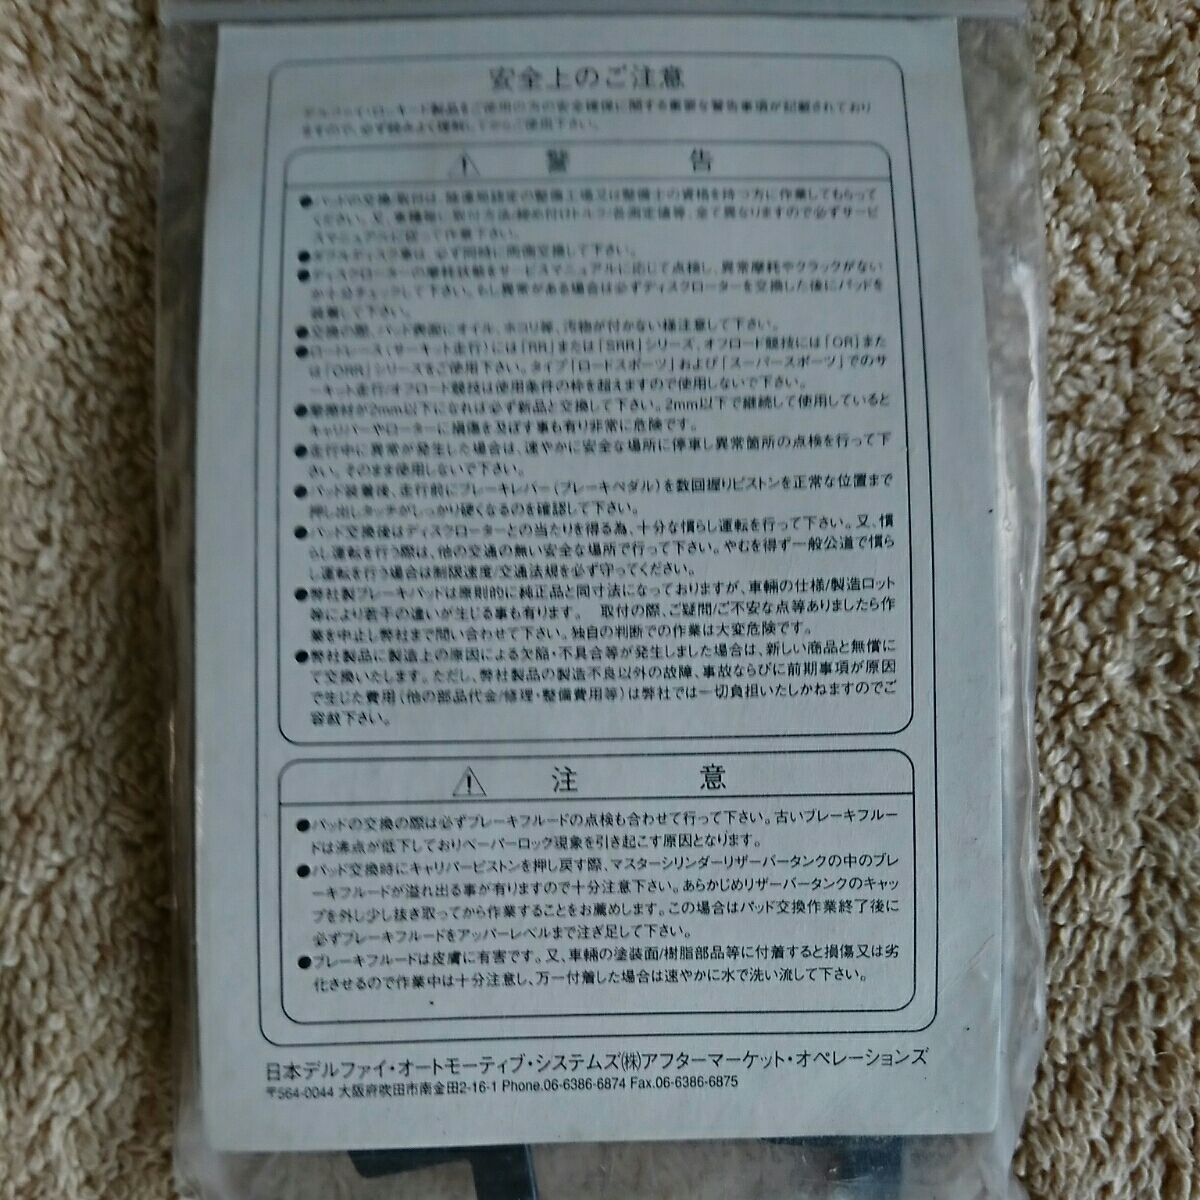 安全上のご注意
デルファイ・ローキード製品をご使用の方の安全確保に関する重要な警告事項が記載されており
ますので、必ず読みよく理解してからご使用下さい。
警 告
●パッドの交換/取付は、陸運局認定の整備工場又は整備士の資格を持つ方に作業してもらって
ください。又、車種毎に取付方法/締め付けトルク/各測定値等、全て異なりますので必ずサービ
スマニュアルに従って作業下さい。
●ダブルディスク車は、必ず同時に両側交換して下さい。
●ディスクローターの摩耗状態をサービスマニュアルに応じて点検し、異常摩耗やクラックがない
か十分チェックして下さい。もし異常がある場合は必ずディスクローターを交換した後にパッドを
装着して下さい。
●交換の際、パッド表面にオイル、ホコリ等、汚物が付かない様注意して下さい。
●ロードレース(サーキット走行)には「RR」または「SRR」シリーズ、オフロード競技には「OR」また
は「ORR」シリーズをご使用下さい。タイプ「ロードスポーツ」および「スーパースポーツ」でのサ
ーキット走行/オフロード競技は使用条件の枠を超えますので使用しないで下さい。
●摩擦材が2mm以下になれば必ず新品と交換して下さい。2mm以下で継続して使用していると
キャリパーやローターに損傷を及ぼす事も有り非常に危険です。
●走行中に異常が発生した場合は、速やかに安全な場所に停車し異常箇所の点検を行って下
さい。そのまま使用しないで下さい。
●パッド装着後、走行前にブレーキレバー(ブレーキペダル)を数回握りピストンを正常な位置まで
押し出しタッチがしっかり硬くなるのを確認して下さい。
●パッド交換後はディスクローターとの当たりを得る為、十分な慣らし運転を行って下さい。又、慣
らし運転を行う際は、他の交通の無い安全な場所で行って下さい。やむを得ず一般公道で慣ら
し運転を行う場合は制限速度/交通法規を必ず守ってください。
●弊社製ブレーキパッドは原則的に純正品と同寸法になっておりますが、車輛の仕様/製造ロット
等により若干の違いが生じる事も有ります。 取付の際、ご疑問/ご不安な点等ありましたら作
業を中止し弊社まで問い合わせて下さい。独自の判断での作業は大変危険です。
●弊社製品に製造上の原因による欠陥・不具合等が発生しました場合は、新しい商品と無償に
て交換いたします。ただし、弊社製品の製造不良以外の故障、事故ならびに前期事項が原因
で生じた費用(他の部品代金/修理・整備費用等)は弊社では一切負担いたしかねますのでご
容赦下さい。
注 意
●パッドの交換の際は必ずブレーキフルードの点検も合わせて行って下さい。古いブレーキフルー
ドは沸点が低下しておりベーパーロック現象を引き起こす原因となります。
●パッド交換時にキャリパーピストンを押し戻す際、マスターシリンダーリザーバータンクの中のブレ
ーキフルードが溢れ出る事が有りますので十分注意下さい。あらかじめリザーバータンクのキャッ
プを外し少し抜き取ってから作業することをお薦めします。この場合はパッド交換作業終了後に
必ずブレーキフルードをアッパーレベルまで注ぎ足して下さい。
●ブレーキフルードは皮膚に有害です。又、車輛の塗装面/樹脂部品等に付着すると損傷又は劣
化させるので作業中は十分注意し、万一付着した場合は速やかに水で洗い流して下さい。
日本デルファイ・オートモーティブ・システムズ(株)アフターマーケット・オペレーションズ
〒564-0044 大阪府吹田市南金田2-16-1 Phone.06-6386-6874 Fax.06-6386-6875